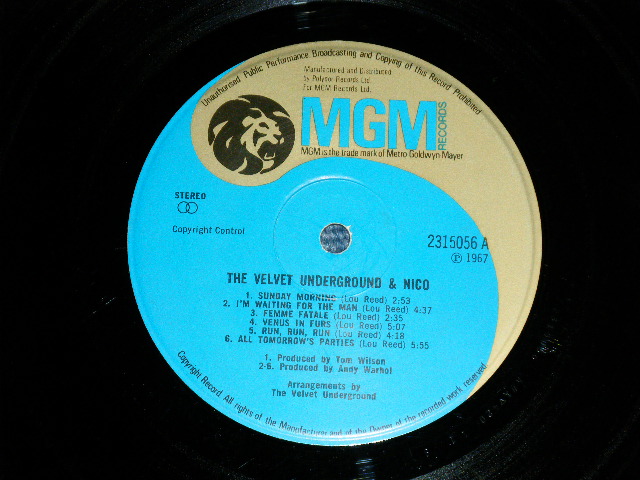 Unauthorised Public Performance Broadcasting and Copying of this Record Prohibited
Manufactured and Distributed
by Polydor Records Ltd.
For MGM Records Ltd.
MGM
RECORDS
MGM is the trade mark of Metro Goldwyn Mayer
STEREO
Copyright Control
2315056 A
℗ 1967
THE VELVET UNDERGROUND & NICO
1. SUNDAY MORNING (Lou Reed) 2:53
2. I'M WAITING FOR THE MAN (Lou Reed) 4:37
3. FEMME FATALE (Lou Reed) 2:35
4. VENUS IN FURS (Lou Reed) 5:07
5. RUN, RUN, RUN (Lou Reed) 4:18
6. ALL TOMORROW'S PARTIES (Lou Reed) 5:55
1. Produced by Tom Wilson
2-6. Produced by Andy Warhol
Arrangements by
The Velvet Underground
Copyright Record All rights of the Manufacturer and of the Owner of the recorded work reserved